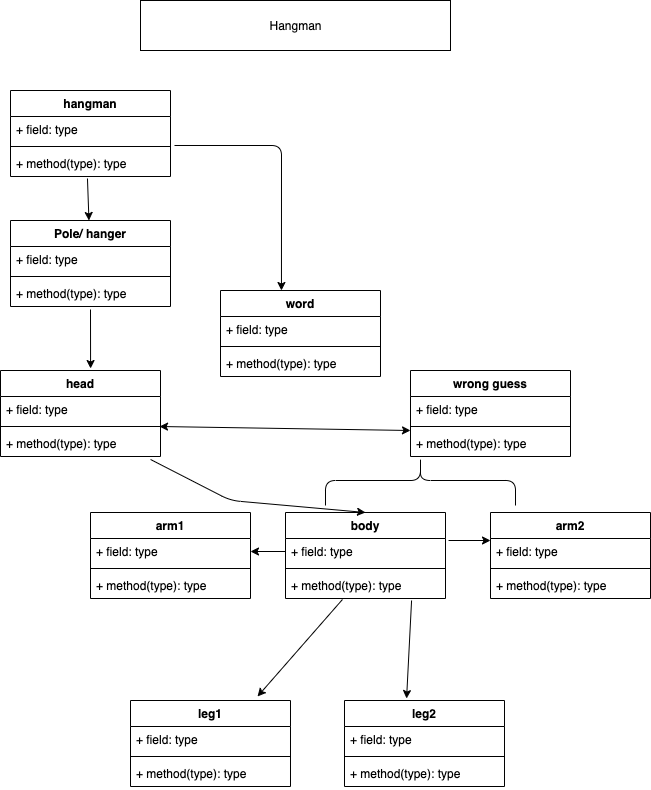 Hangman
hangman
+ field: type
+ method(type): type
Pole/ hanger
+ field: type
+ method(type): type
word
+ field: type
+ method(type): type
head
+ field: type
+ method(type): type
wrong guess
+ field: type
+ method(type): type
arm1
+ field: type
+ method(type): type
body
+ field: type
+ method(type): type
arm2
+ field: type
+ method(type): type
leg1
+ field: type
+ method(type): type
leg2
+ field: type
+ method(type): type